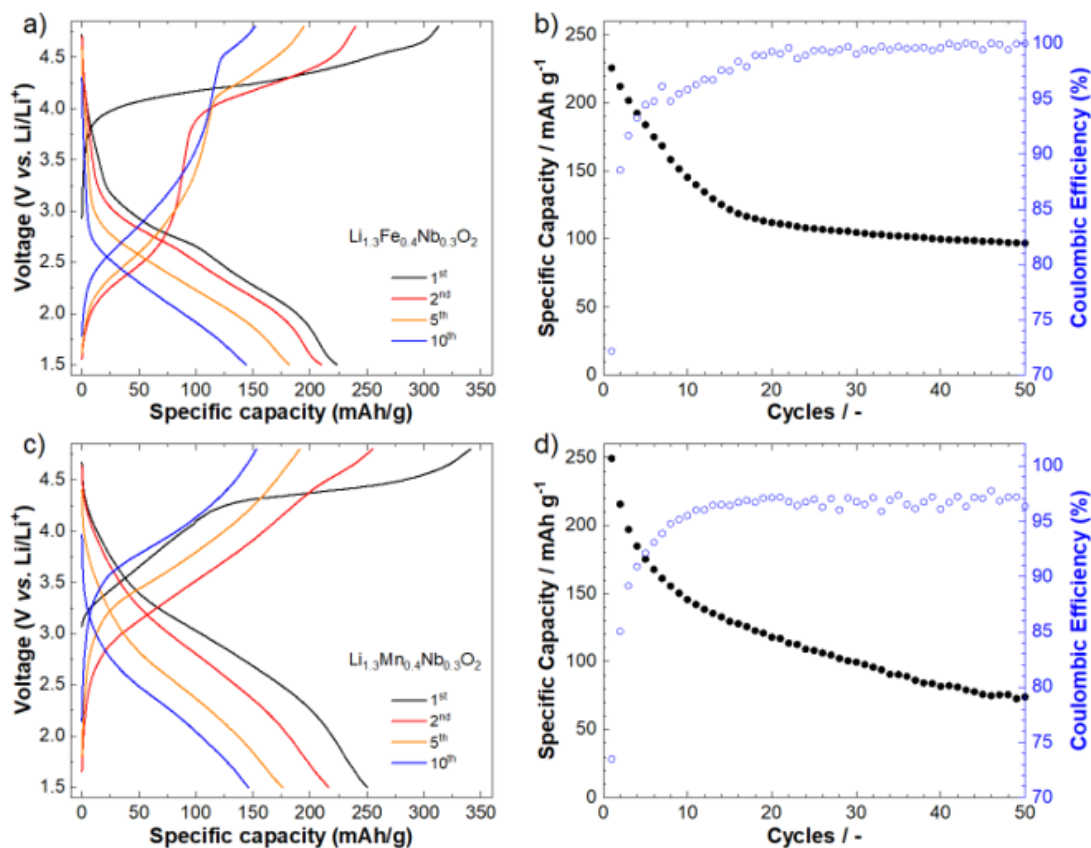 a)
Voltage (V vs. Li/Li⁺)
4.5
4.0
3.5
3.0
2.5
2.0
1.5
Li₁.₃Fe₀.₄Nb₀.₃O₂
1ˢᵗ
2ⁿᵈ
5ᵗʰ
10ᵗʰ
0 50 100 150 200 250 300 350
Specific capacity (mAh/g)
b)
Specific Capacity / mAh g⁻¹
250
200
150
100
50
0
100
95
90
85
80
75
70
Coulombic Efficiency (%)
0 10 20 30 40 50
Cycles / -
c)
Voltage (V vs. Li/Li⁺)
4.5
4.0
3.5
3.0
2.5
2.0
1.5
Li₁.₃Mn₀.₄Nb₀.₃O₂
1ˢᵗ
2ⁿᵈ
5ᵗʰ
10ᵗʰ
0 50 100 150 200 250 300 350
Specific capacity (mAh/g)
d)
Specific Capacity / mAh g⁻¹
250
200
150
100
50
0
100
95
90
85
80
75
70
Coulombic Efficiency (%)
0 10 20 30 40 50
Cycles / -